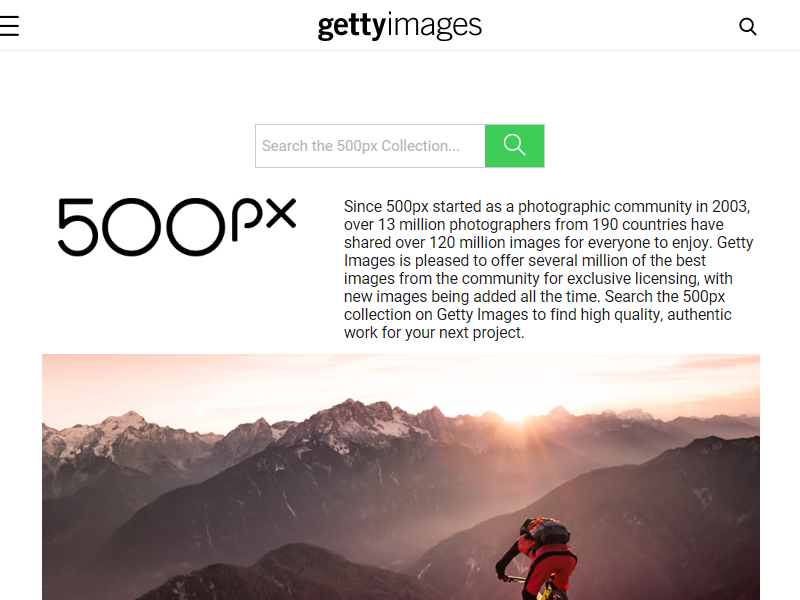 gettyimages
Search the 500px Collection...
500px
Since 500px started as a photographic community in 2003,
over 13 million photographers from 190 countries have
shared over 120 million images for everyone to enjoy. Getty
Images is pleased to offer several million of the best
images from the community for exclusive licensing, with
new images being added all the time. Search the 500px
collection on Getty Images to find high quality, authentic
work for your next project.